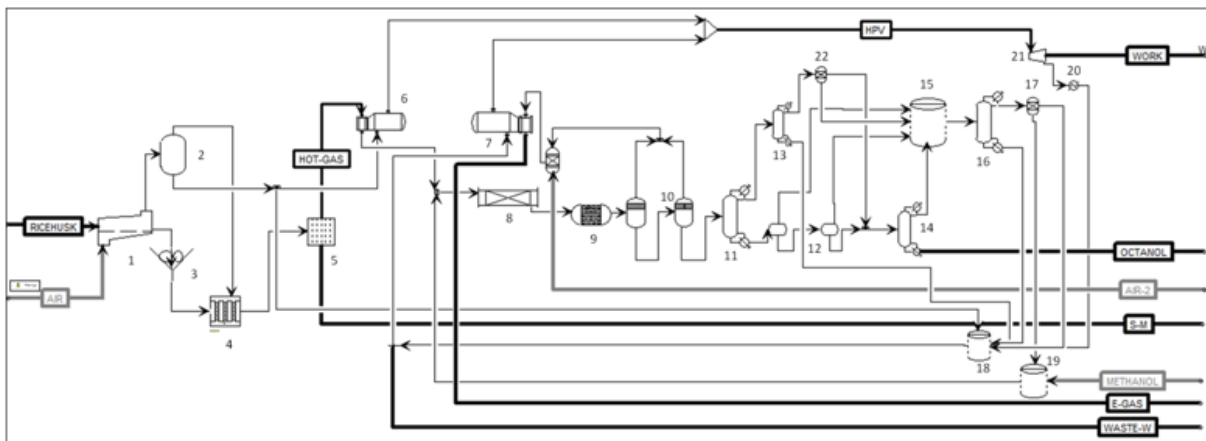 6
22
HPV
21
WORK
W
20
15
17
2
7
HOT-GAS
13
16
RICEHUSK
8
10
9
1
3
5
11
12
14
OCTANOL
AIR
AIR-2
4
S-M
18
19
METHANOL
E-GAS
WASTE-W